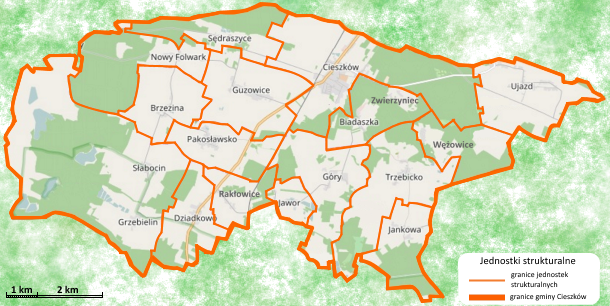 Sędraszyce
Nowy Folwark
Cieszków
Guzowice
Ujazd
Zwierzyniec
Brzezina
Biadaszka
Pakosławsko
Wężowice
Słabocin
Góry
Trzebicko
Rakłowice
Jawor
Grzebielin
Dziadkowo
Jankowa
Jednostki strukturalne
granice jednostek
strukturalnych
granice gminy Cieszków
1 km
2 km